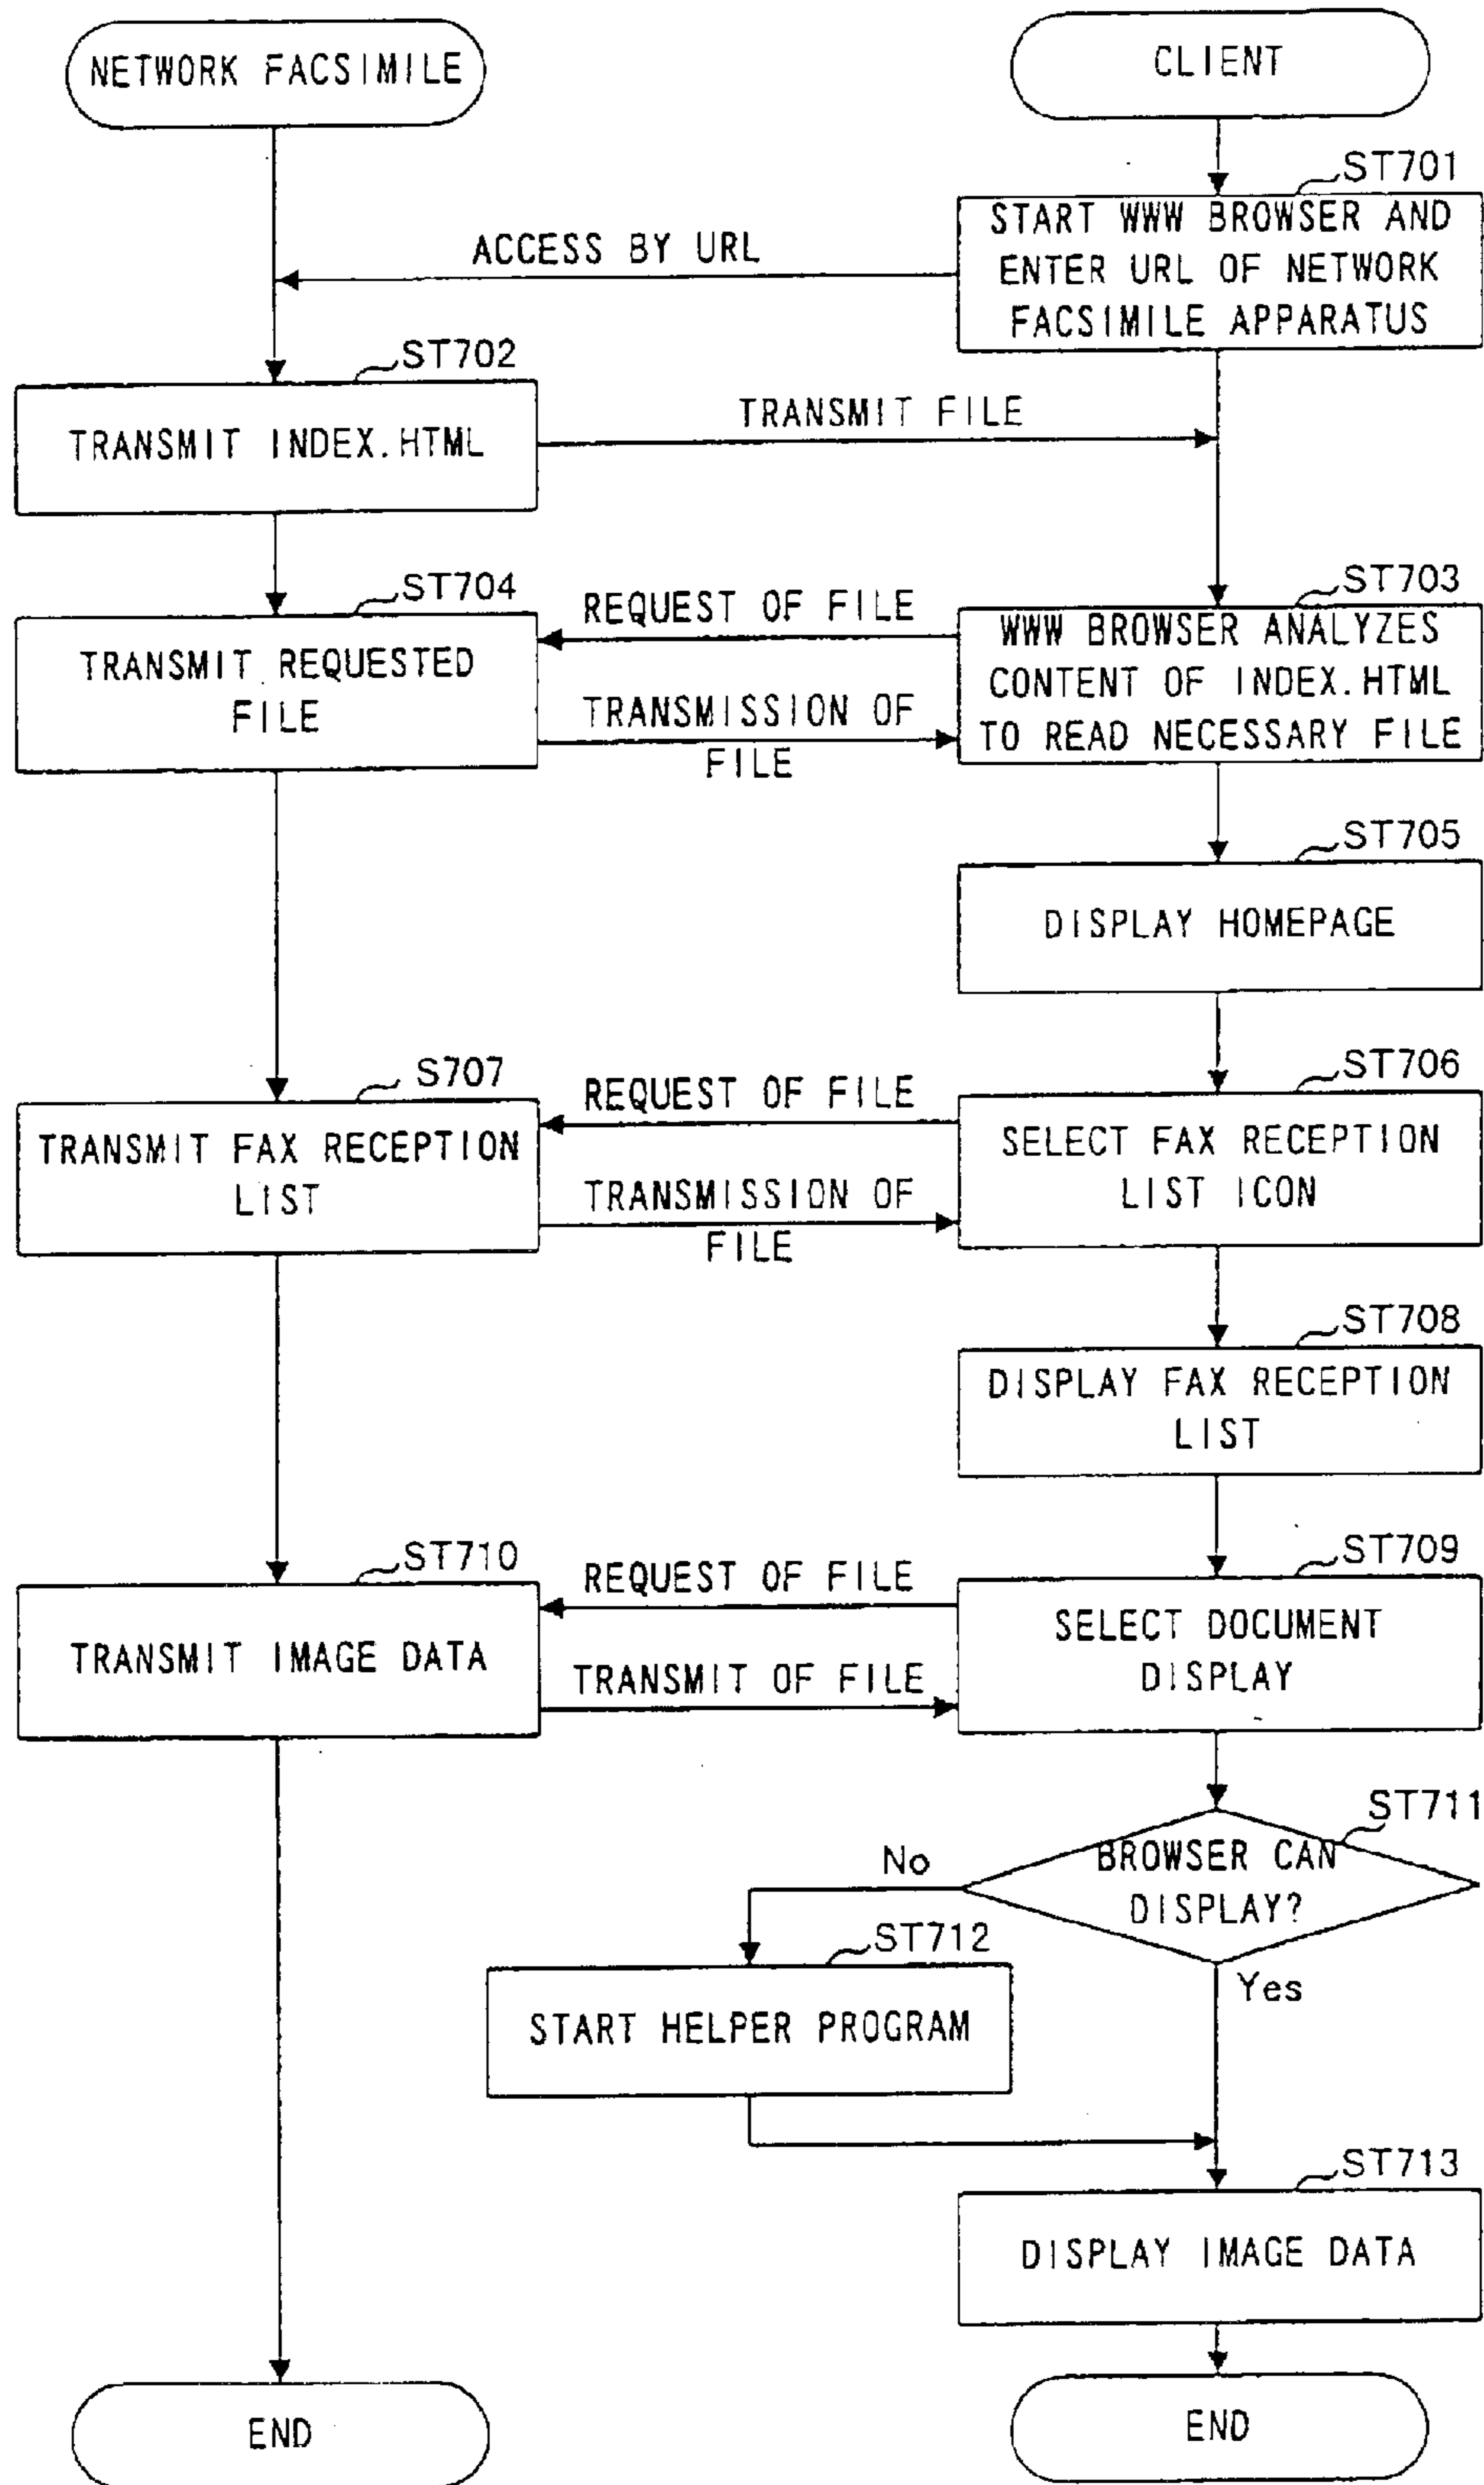 NETWORK FACSIMILE
CLIENT
ST701
START WWW BROWSER AND
ENTER URL OF NETWORK
FACSIMILE APPARATUS
ACCESS BY URL
ST702
TRANSMIT INDEX.HTML
TRANSMIT FILE
ST704
TRANSMIT REQUESTED
FILE
REQUEST OF FILE
TRANSMISSION OF
FILE
ST703
WWW BROWSER ANALYZES
CONTENT OF INDEX.HTML
TO READ NECESSARY FILE
ST705
DISPLAY HOMEPAGE
S707
TRANSMIT FAX RECEPTION
LIST
REQUEST OF FILE
TRANSMISSION OF
FILE
ST706
SELECT FAX RECEPTION
LIST ICON
ST708
DISPLAY FAX RECEPTION
LIST
ST710
TRANSMIT IMAGE DATA
REQUEST OF FILE
TRANSMIT OF FILE
ST709
SELECT DOCUMENT
DISPLAY
ST711
BROWSER CAN
DISPLAY?
No
Yes
ST712
START HELPER PROGRAM
ST713
DISPLAY IMAGE DATA
END
END